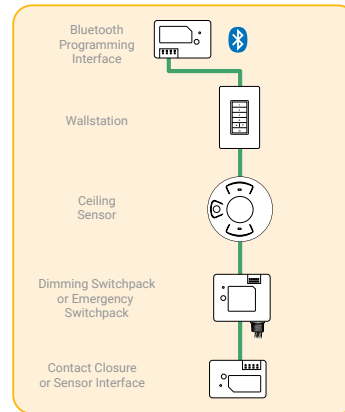 Bluetooth
Programming
Interface
Wallstation
Ceiling
Sensor
Dimming Switchpack
or Emergency
Switchpack
Contact Closure
or Sensor Interface